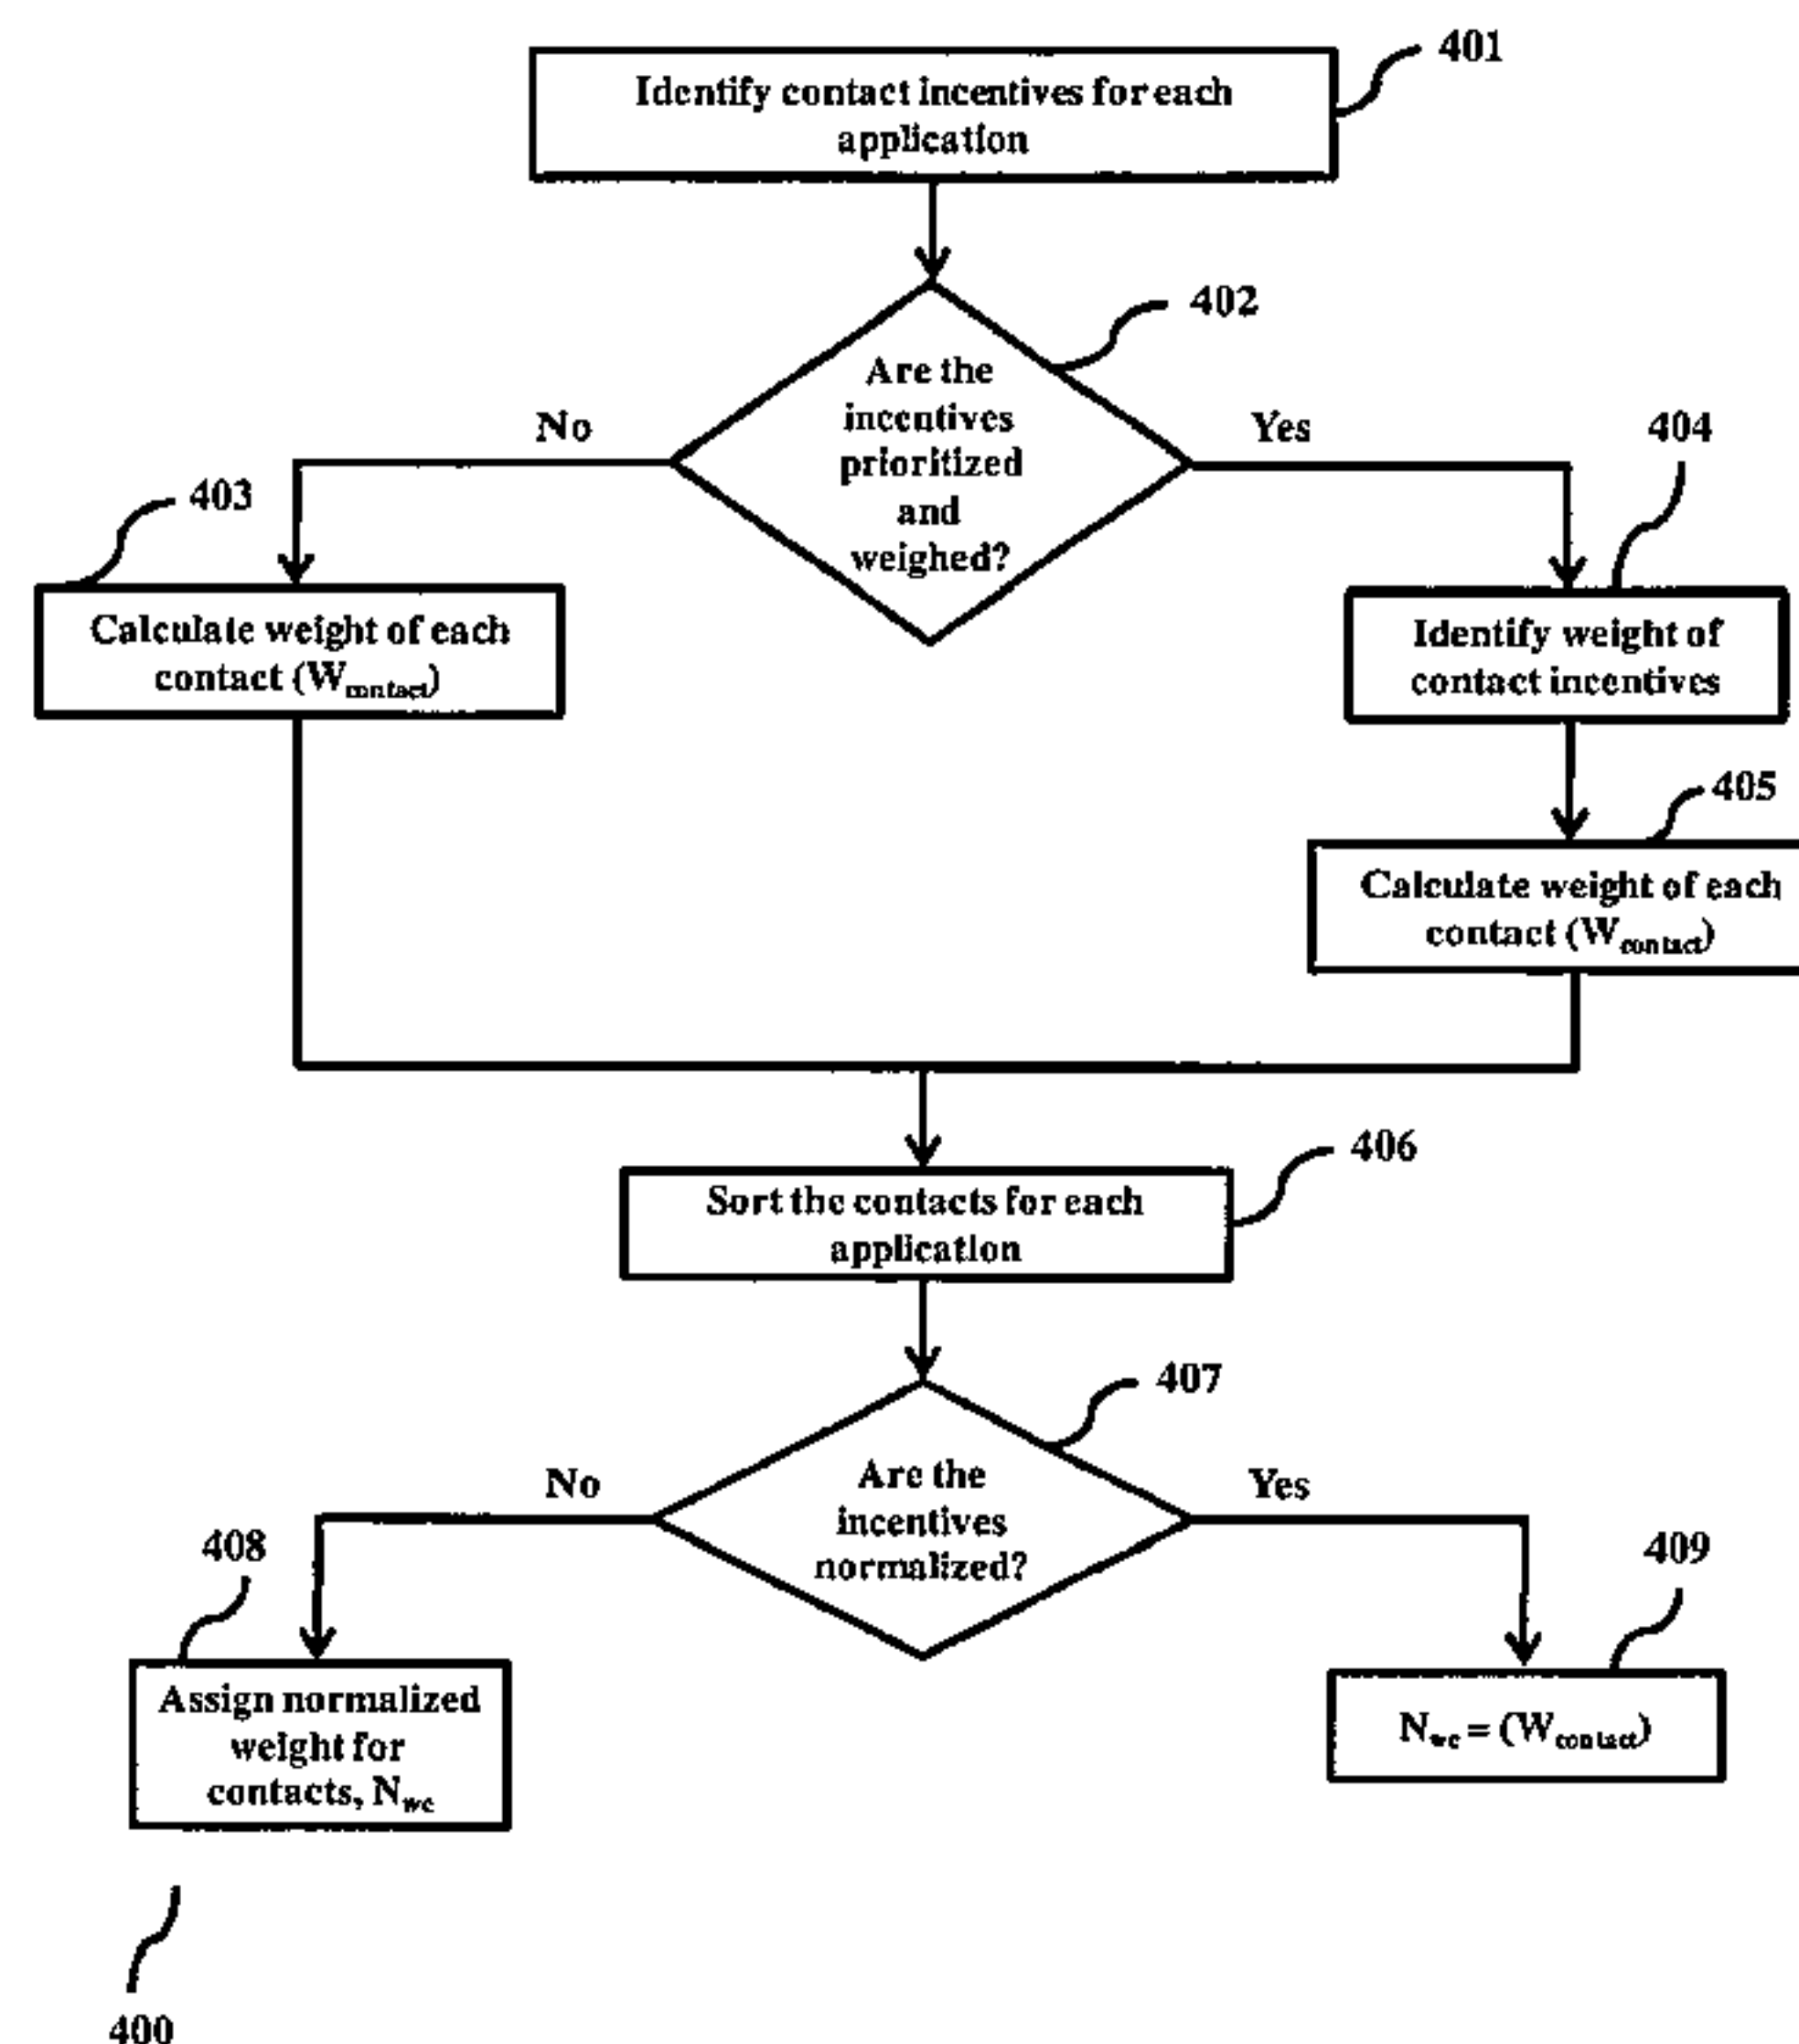 401
Identify contact incentives for each
application
402
Are the
incentives
prioritized
and
weighed?
No
Yes
403
404
Calculate weight of each
contact (Wcontact)
Identify weight of
contact incentives
405
Calculate weight of each
contact (Wcontact)
406
Sort the contacts for each
application
407
Are the
incentives
normalized?
No
Yes
408
409
Assign normalized
weight for
contacts, Nwc
Nwc = (Wcontact)
400